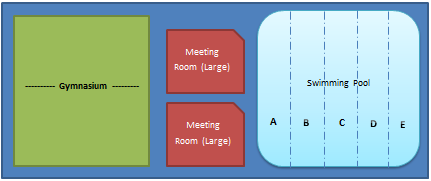 ---------- Gymnasium ---------
Meeting
Room (Large)
Meeting
Room (Large)
Swimming Pool
A B C D E